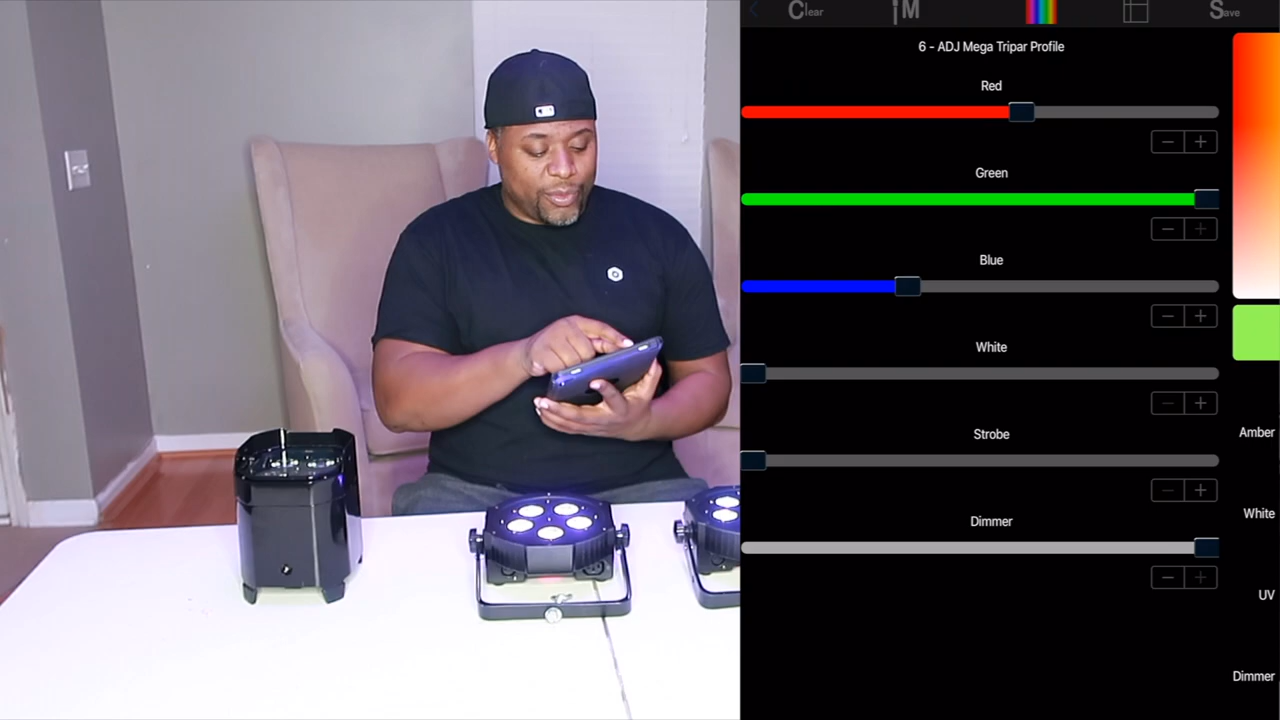 Clear
M
Save
6 - ADJ Mega Tripar Profile
Red
Green
Blue
White
Strobe
Dimmer
Amber
White
UV
Dimmer